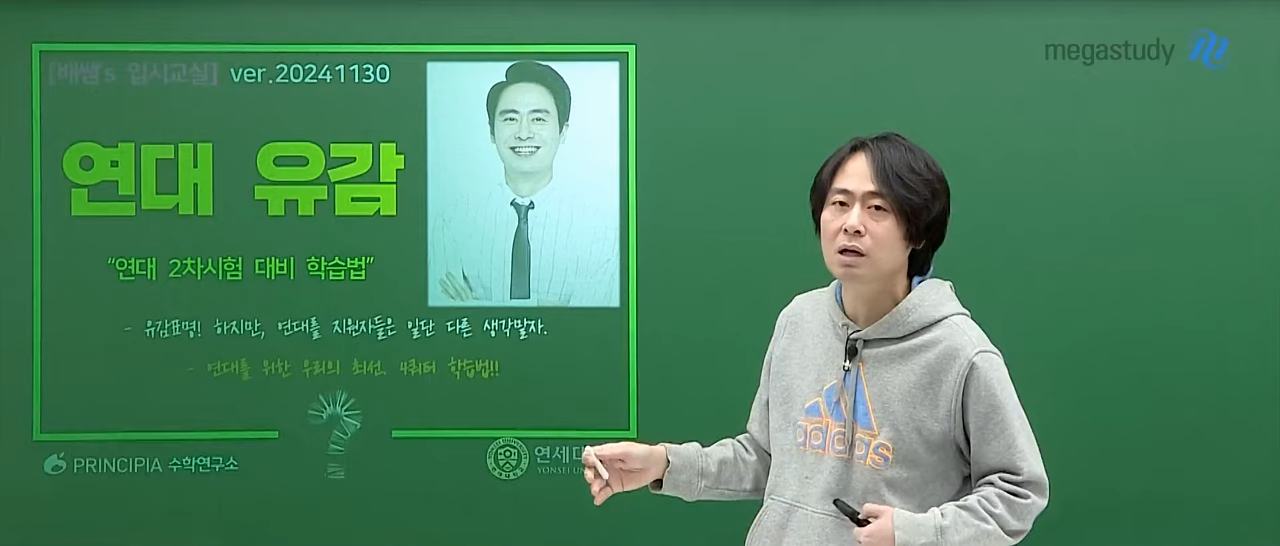 [배쌤's 입시교실] ver.20241130
megastudy
연대 유감
“연대 2차시험 대비 학습법”
- 유감표명! 하지만, 연대를 지원자들은 일단 다른 생각말자.
- 연대를 위한 우리의 최선. 4쿼터 학습법!!
PRINCIPIA 수학연구소
연세대
YONSEI UN
adidas